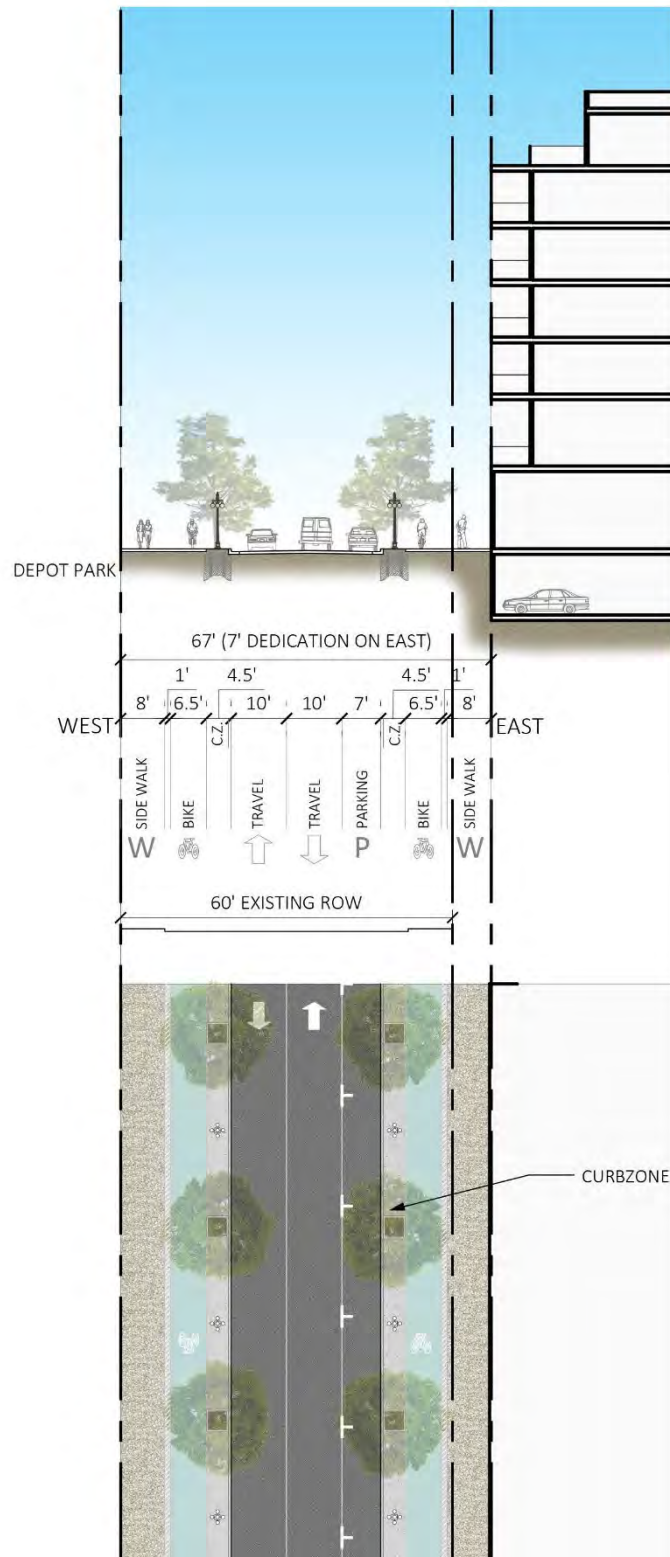 DEPOT PARK
67' (7' DEDICATION ON EAST)
1' 4.5' 4.5' 1'
8' 6.5' 10' 10' 7' 6.5' 8'
WEST C.Z. C.Z. EAST
SIDE WALK
BIKE
TRAVEL
TRAVEL
PARKING
BIKE
SIDE WALK
W P W
60' EXISTING ROW
CURBZONE